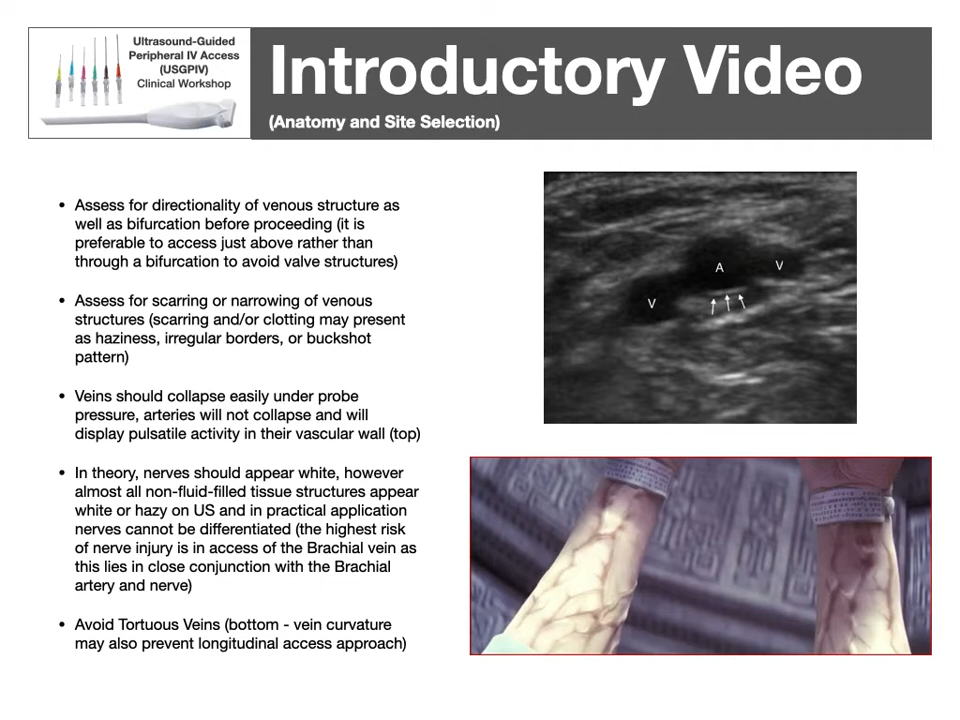 Ultrasound-Guided
Peripheral IV Access
(USGPIV)
Clinical Workshop
Introductory Video
(Anatomy and Site Selection)
• Assess for directionality of venous structure as
well as bifurcation before proceeding (it is
preferable to access just above rather than
through a bifurcation to avoid valve structures)
• Assess for scarring or narrowing of venous
structures (scarring and/or clotting may present
as haziness, irregular borders, or buckshot
pattern)
• Veins should collapse easily under probe
pressure, arteries will not collapse and will
display pulsatile activity in their vascular wall (top)
• In theory, nerves should appear white, however
almost all non-fluid-filled tissue structures appear
white or hazy on US and in practical application
nerves cannot be differentiated (the highest risk
of nerve injury is in access of the Brachial vein as
this lies in close conjunction with the Brachial
artery and nerve)
• Avoid Tortuous Veins (bottom - vein curvature
may also prevent longitudinal access approach)
A
V
V